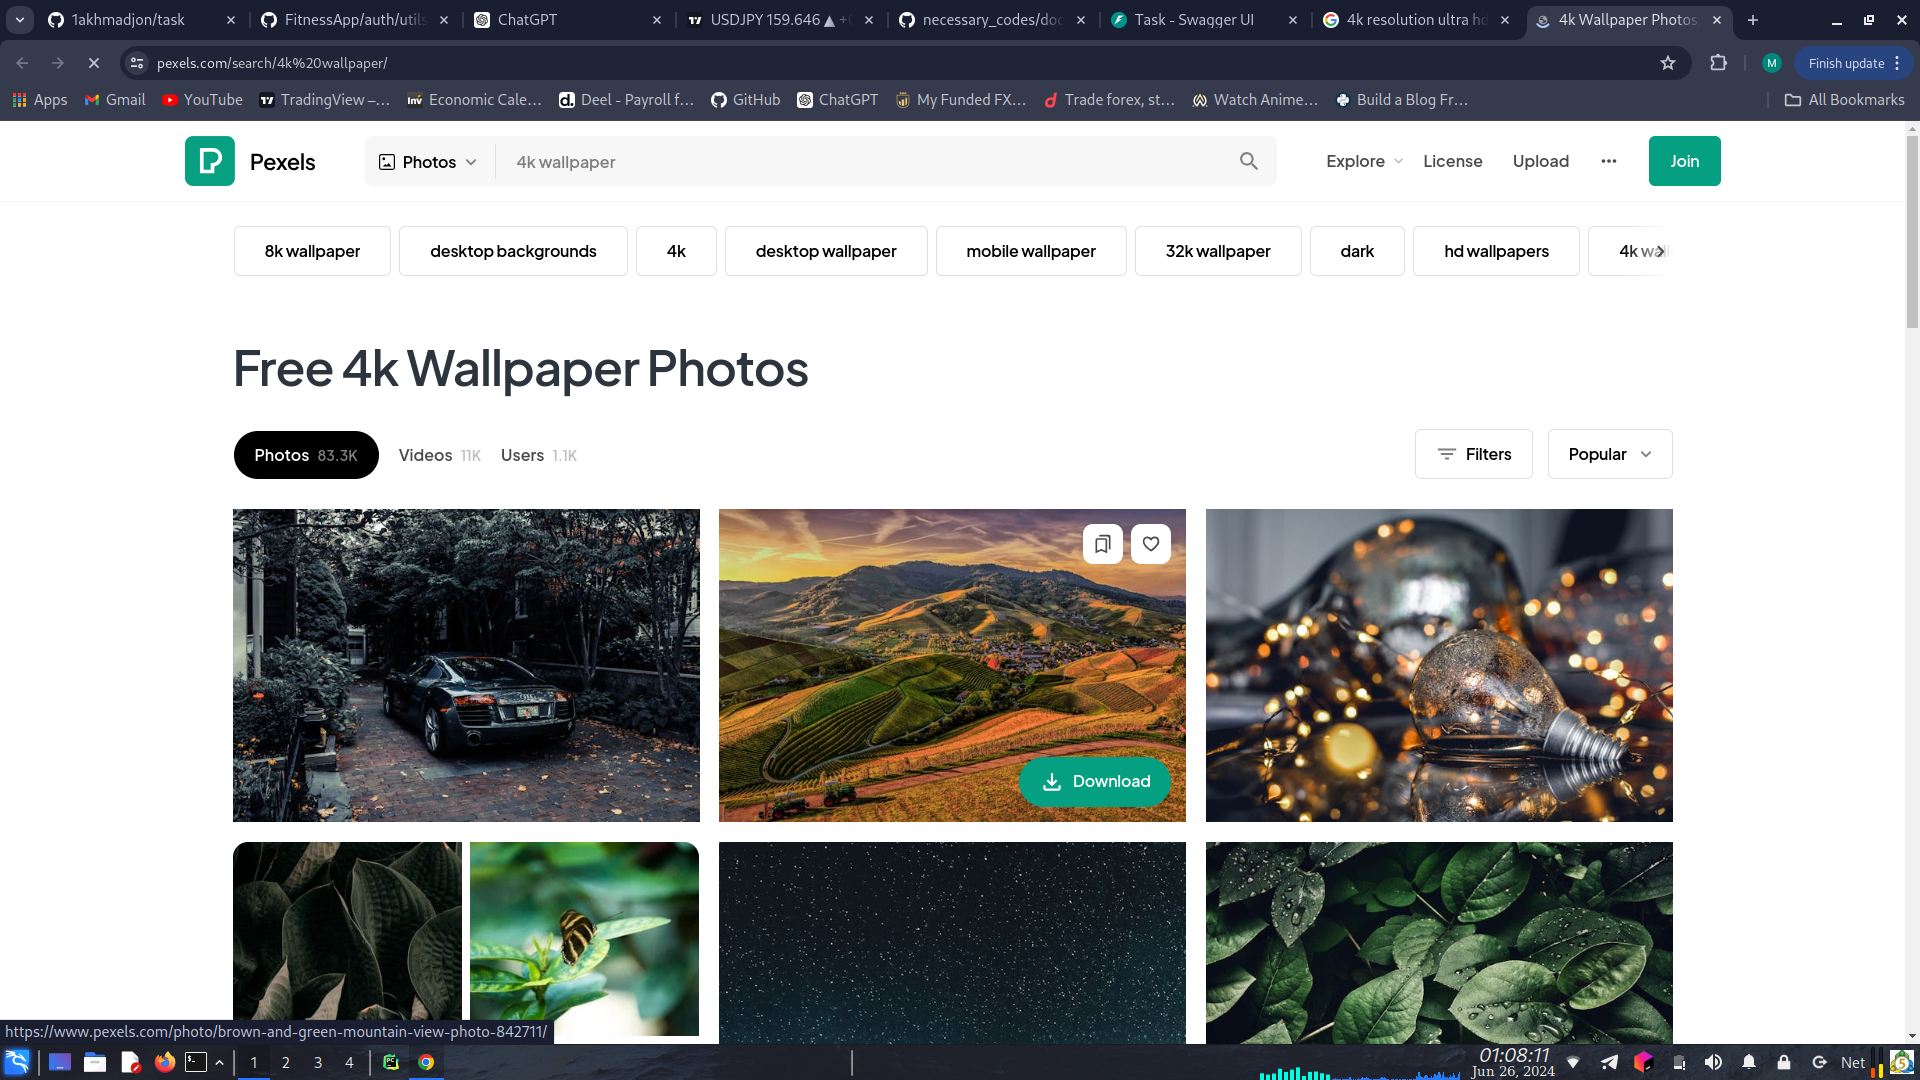 1akhmadjon/task
FitnessApp/auth/utils
ChatGPT
USDJPY 159.646 ▲ +0
necessary_codes/doc
Task - Swagger UI
4k resolution ultra hd
4k Wallpaper Photos,
pexels.com/search/4k%20wallpaper/
M
Finish update
Apps
Gmail
YouTube
TradingView –...
Economic Cale...
Deel - Payroll f...
GitHub
ChatGPT
My Funded FX...
Trade forex, st...
Watch Anime...
Build a Blog Fr...
All Bookmarks
Pexels
Photos
4k wallpaper
Explore
License
Upload
Join
8k wallpaper
desktop backgrounds
4k
desktop wallpaper
mobile wallpaper
32k wallpaper
dark
hd wallpapers
4k wall
Free 4k Wallpaper Photos
Photos 83.3K
Videos 11K
Users 1.1K
Filters
Popular
Download
https://www.pexels.com/photo/brown-and-green-mountain-view-photo-842711/
1
2
3
4
01:08:11
Jun 26, 2024
Net
5